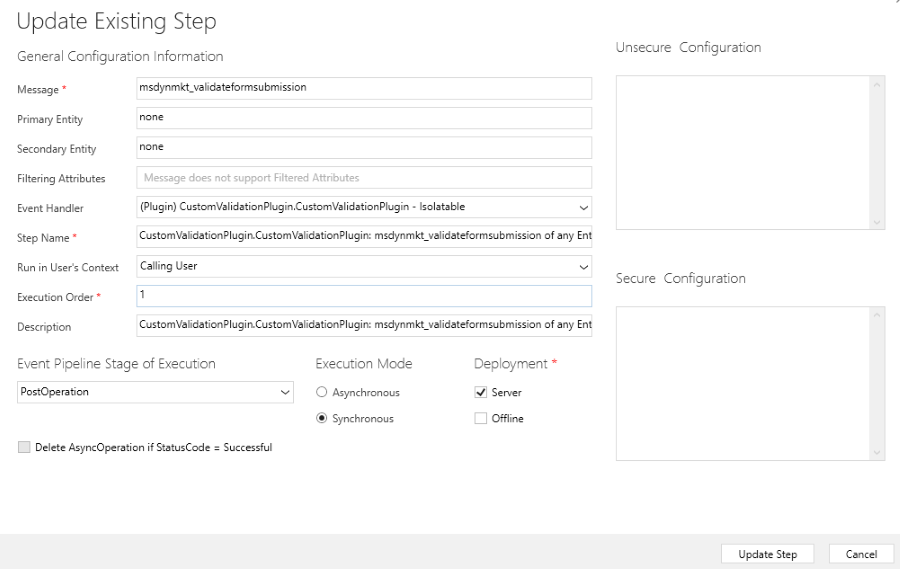 Update Existing Step
General Configuration Information
Message *
msdynmkt_validateformsubmission
Primary Entity
none
Secondary Entity
none
Filtering Attributes
Message does not support Filtered Attributes
Event Handler
(Plugin) CustomValidationPlugin.CustomValidationPlugin - Isolatable
Step Name *
CustomValidationPlugin.CustomValidationPlugin: msdynmkt_validateformsubmission of any Ent
Run in User's Context
Calling User
Execution Order *
1
Description
CustomValidationPlugin.CustomValidationPlugin: msdynmkt_validateformsubmission of any Ent
Event Pipeline Stage of Execution
PostOperation
Execution Mode
Asynchronous
Synchronous
Deployment *
Server
Offline
Delete AsyncOperation if StatusCode = Successful
Unsecure Configuration
Secure Configuration
Update Step
Cancel